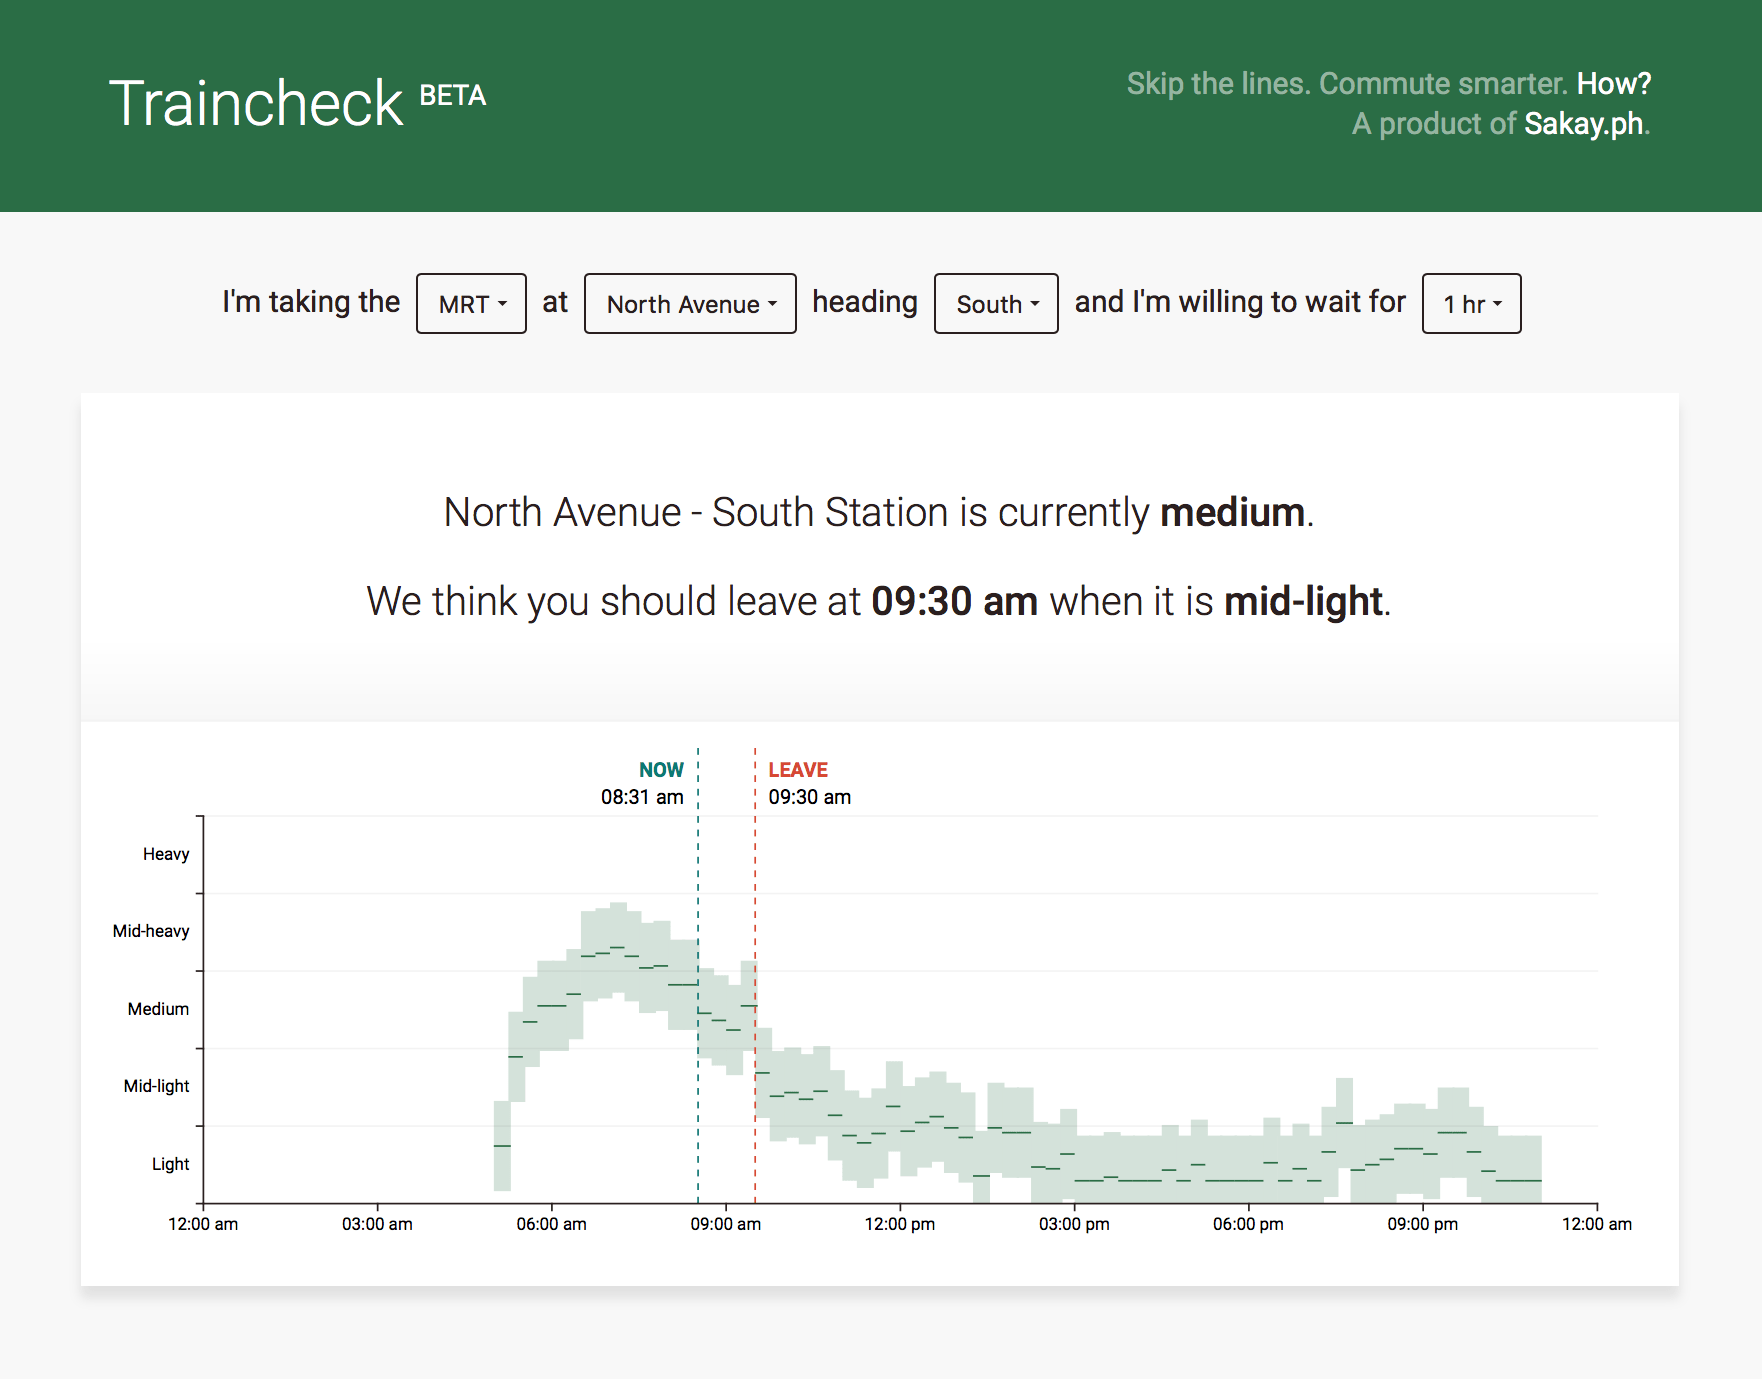 Traincheck BETA
Skip the lines. Commute smarter. How?
A product of Sakay.ph.
I'm taking the MRT at North Avenue heading South and I'm willing to wait for 1 hr
North Avenue - South Station is currently medium.
We think you should leave at 09:30 am when it is mid-light.
NOW
08:31 am
LEAVE
09:30 am
Heavy
Mid-heavy
Medium
Mid-light
Light
12:00 am 03:00 am 06:00 am 09:00 am 12:00 pm 03:00 pm 06:00 pm 09:00 pm 12:00 am